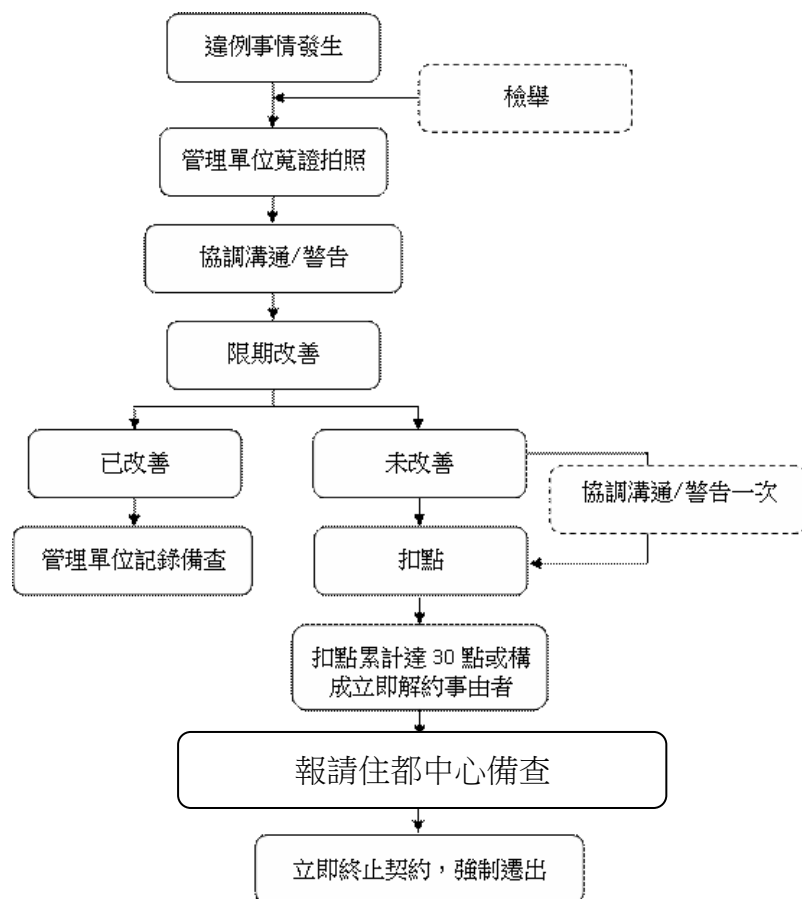 違例事情發生
檢舉
管理單位蒐證拍照
協調溝通/警告
限期改善
已改善
未改善
協調溝通/警告一次
管理單位記錄備查
扣點
扣點累計達 30 點或構
成立即解約事由者
報請住都中心備查
立即終止契約，強制遷出